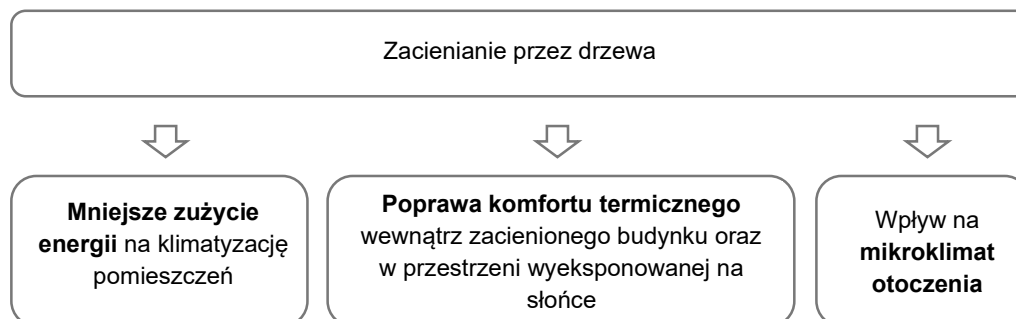 Zacienianie przez drzewa
Mniejsze zużycie
energii na klimatyzację
pomieszczeń
Poprawa komfortu termicznego
wewnątrz zacienionego budynku oraz
w przestrzeni wyeksponowanej na
słońce
Wpływ na
mikroklimat
otoczenia